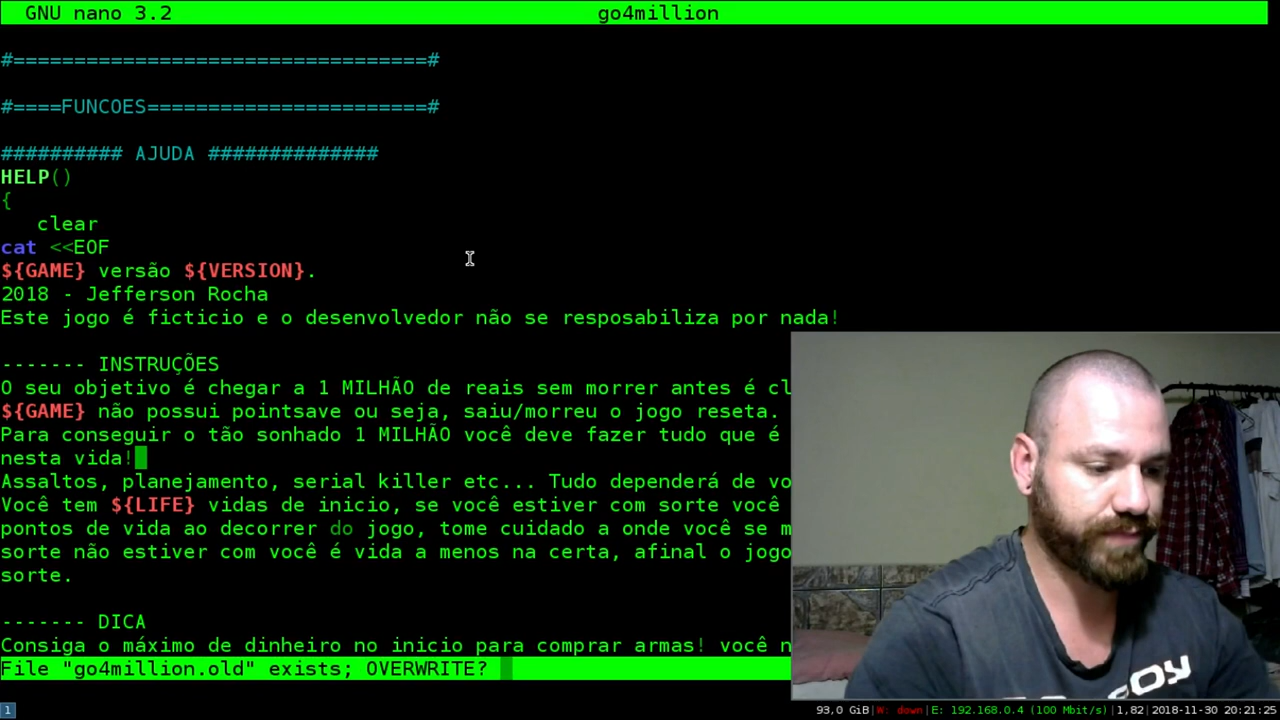 GNU nano 3.2 go4million
#==================================#
#====FUNCOES=======================#
########## AJUDA ##############
HELP()
{
clear
cat <<EOF
${GAME} versão ${VERSION}.
2018 - Jefferson Rocha
Este jogo é ficticio e o desenvolvedor não se resposabiliza por nada!
------- INSTRUÇÕES
O seu objetivo é chegar a 1 MILHÃO de reais sem morrer antes é cl
${GAME} não possui pointsave ou seja, saiu/morreu o jogo reseta.
Para conseguir o tão sonhado 1 MILHÃO você deve fazer tudo que é
nesta vida!
Assaltos, planejamento, serial killer etc... Tudo dependerá de vo
Você tem ${LIFE} vidas de inicio, se você estiver com sorte você
pontos de vida ao decorrer do jogo, tome cuidado a onde você se m
sorte não estiver com você é vida a menos na certa, afinal o jogo
sorte.
------- DICA
Consiga o máximo de dinheiro no inicio para comprar armas! você n
File "go4million.old" exists; OVERWRITE?
1 93,0 GiB|W: down|E: 192.168.0.4 (100 Mbit/s)|1,82|2018-11-30 20:21:25